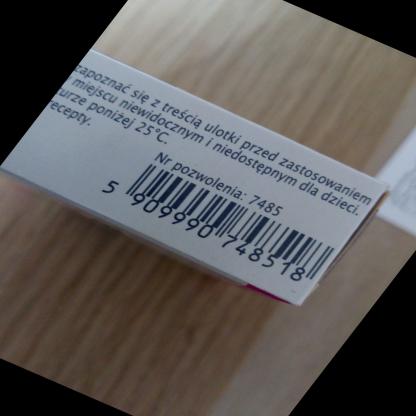 zapoznać się z treścią ulotki przed zastosowaniem
miejscu niewidocznym i niedostępnym dla dzieci.
turze poniżej 25°C.
recepty.
Nr pozwolenia: 7485
5 909990 748518